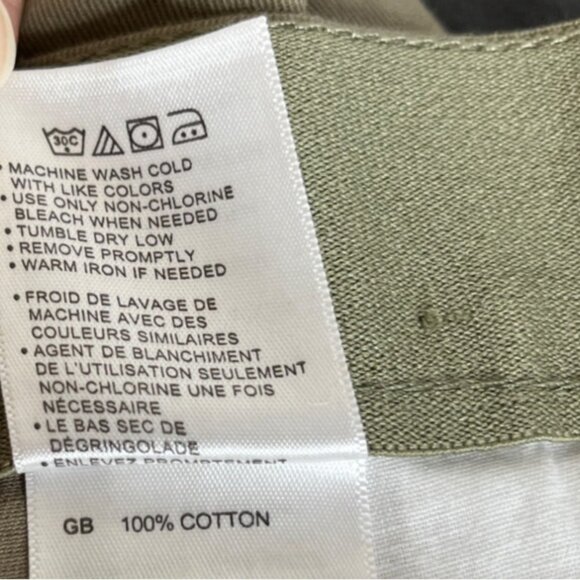 30C
• MACHINE WASH COLD
WITH LIKE COLORS
• USE ONLY NON-CHLORINE
BLEACH WHEN NEEDED
• TUMBLE DRY LOW
• REMOVE PROMPTLY
• WARM IRON IF NEEDED
• FROID DE LAVAGE DE
MACHINE AVEC DES
COULEURS SIMILAIRES
• AGENT DE BLANCHIMENT
DE L'UTILISATION SEULEMENT
NON-CHLORINE UNE FOIS
NÉCESSAIRE
• LE BAS SEC DE
DÉGRINGOLADE
• ENLEVEZ PROMPTEMENT
GB 100% COTTON